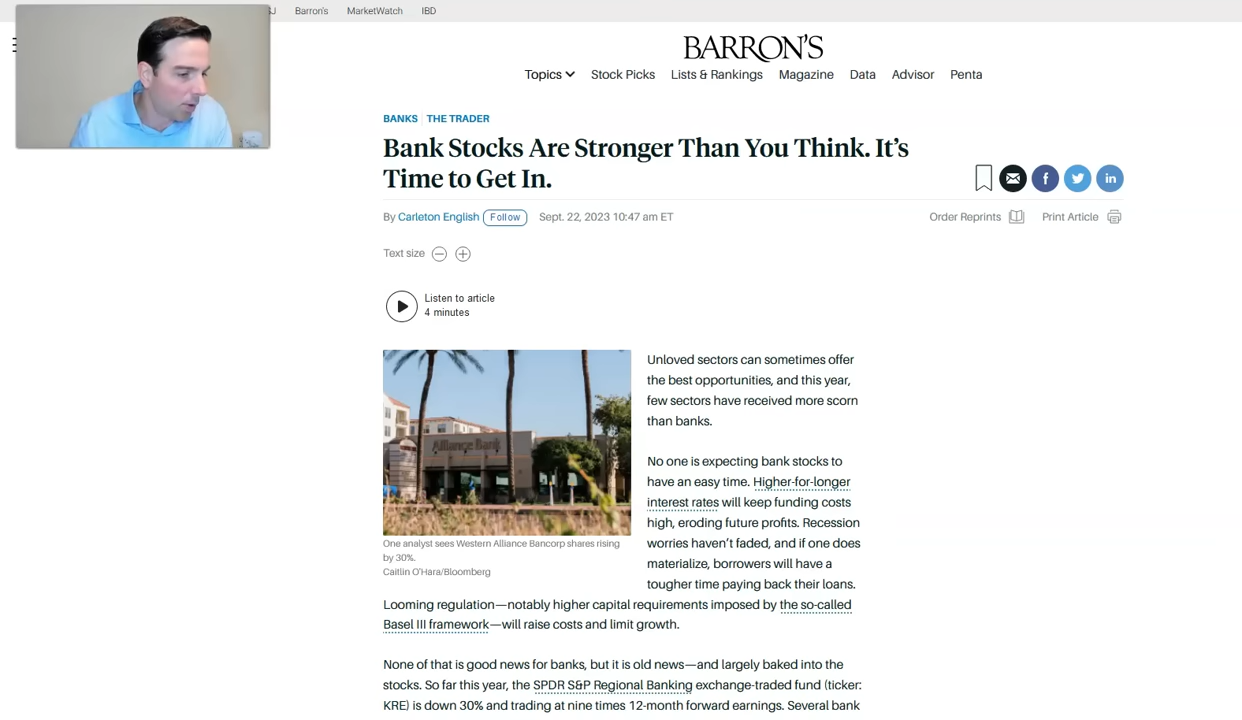 Barron's MarketWatch IBD
BARRON'S
Topics Stock Picks Lists & Rankings Magazine Data Advisor Penta
BANKS THE TRADER
Bank Stocks Are Stronger Than You Think. It's
Time to Get In.
By Carleton English Follow Sept. 22, 2023 10:47 am ET
Order Reprints Print Article
Text size
Listen to article
4 minutes
Alliance Bank
One analyst sees Western Alliance Bancorp shares rising
by 30%.
Caitlin O'Hara/Bloomberg
Unloved sectors can sometimes offer
the best opportunities, and this year,
few sectors have received more scorn
than banks.
No one is expecting bank stocks to
have an easy time. Higher-for-longer
interest rates will keep funding costs
high, eroding future profits. Recession
worries haven't faded, and if one does
materialize, borrowers will have a
tougher time paying back their loans.
Looming regulation—notably higher capital requirements imposed by the so-called
Basel III framework—will raise costs and limit growth.
None of that is good news for banks, but it is old news—and largely baked into the
stocks. So far this year, the SPDR S&P Regional Banking exchange-traded fund (ticker:
KRE) is down 30% and trading at nine times 12-month forward earnings. Several bank